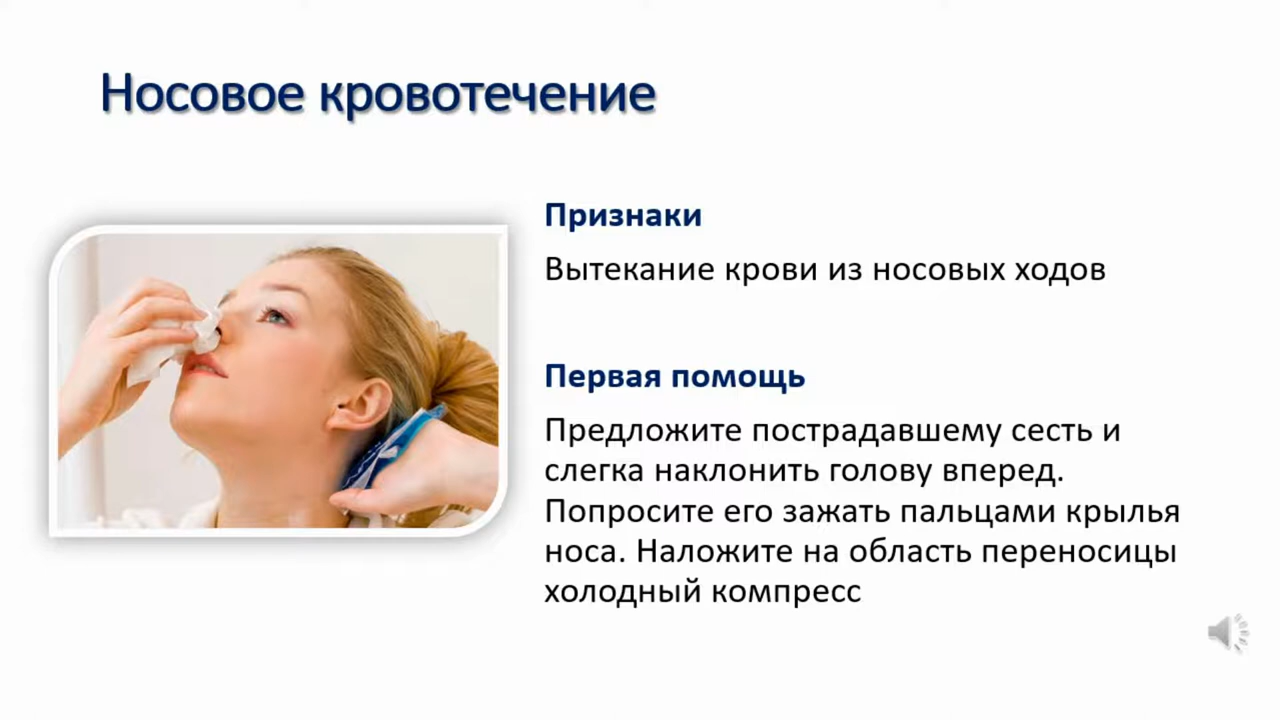 Носовое кровотечение
Признаки
Вытекание крови из носовых ходов
Первая помощь
Предложите пострадавшему сесть и
слегка наклонить голову вперед.
Попросите его зажать пальцами крылья
носа. Наложите на область переносицы
холодный компресс